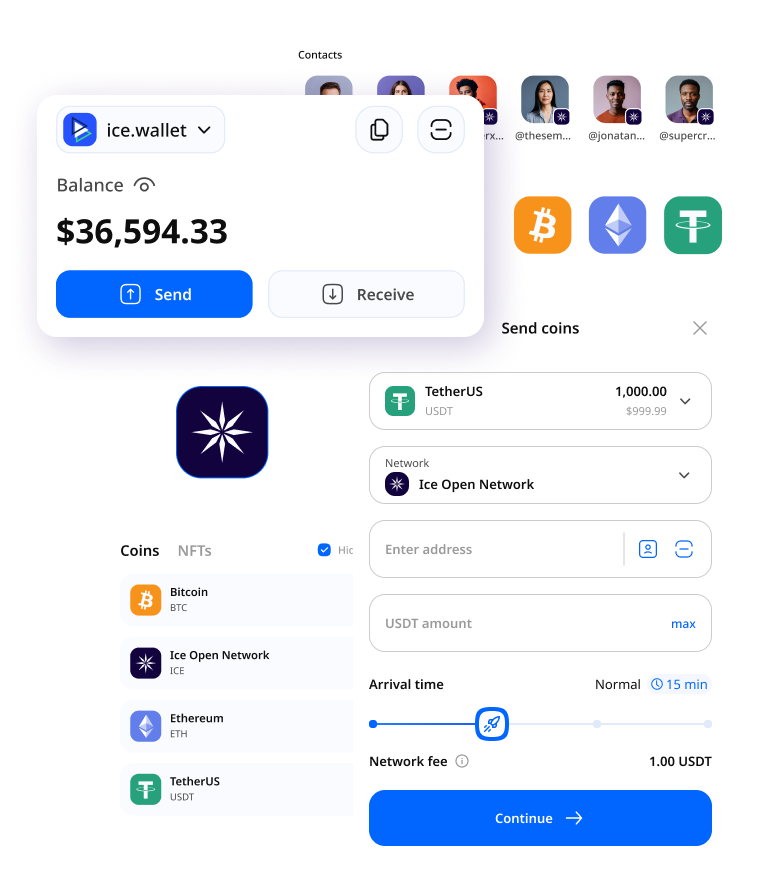 Contacts
ice.wallet
rx...
@thesem...
@jonatan...
@supercr...
Balance
$36,594.33
Send
Receive
Send coins
TetherUS
1,000.00
USDT
$999.99
Network
Ice Open Network
Enter address
USDT amount
max
Arrival time
Normal
15 min
Network fee
1.00 USDT
Continue
Coins
NFTs
Hic
Bitcoin
BTC
Ice Open Network
ICE
Ethereum
ETH
TetherUS
USDT